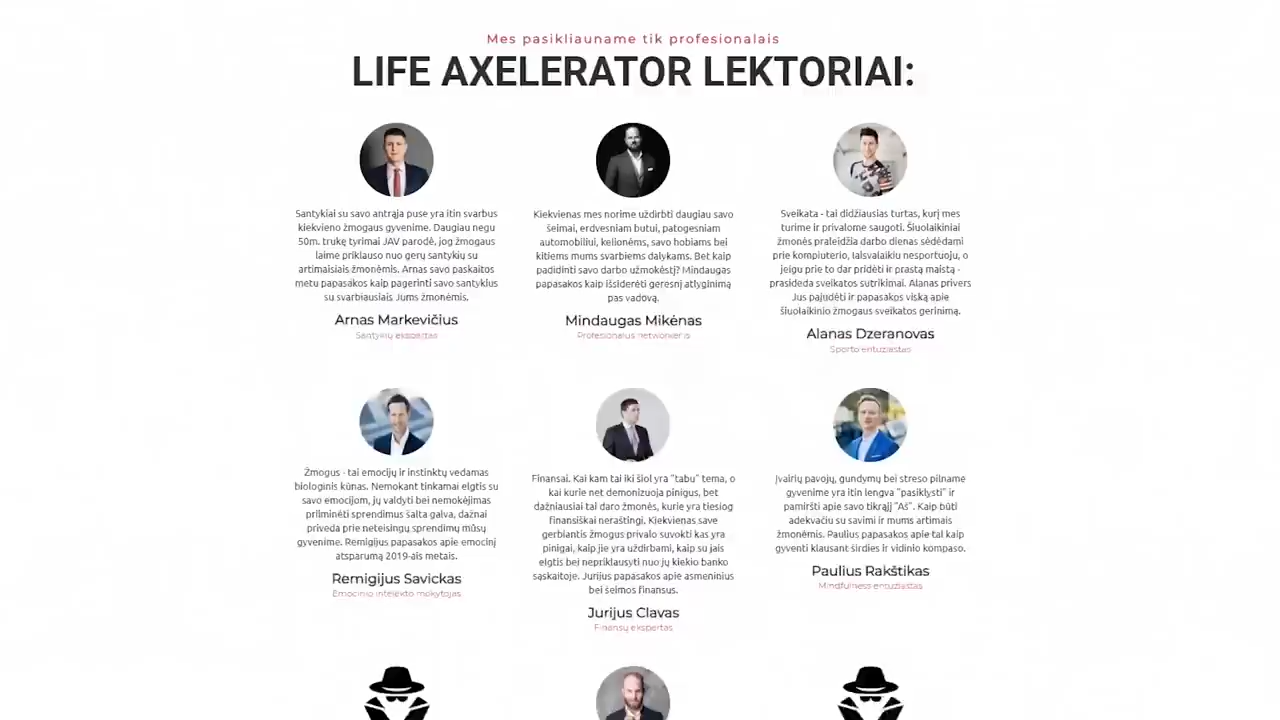 Mes pasikliauname tik profesionalais
LIFE AXELERATOR LEKTORIAI:
Santykiai su savo antrąja puse yra itin svarbus
kiekvieno žmogaus gyvenime. Daugiau negu
50m. trukę tyrimai JAV parodė, jog žmogaus
laimė priklauso nuo gerų santykių su
artimaisiais žmonėmis. Arnas savo paskaitos
metu papasakos kaip pagerinti savo santykius
su svarbiausiais Jums žmonėmis.
Arnas Markevičius
Santykių ekspertas
Kiekvienas mes norime uždirbti daugiau savo
šeimai, erdvesniam butui, patogesniam
automobiliui, kelionėms, savo hobiams bei
kitiems mums svarbiems dalykams. Bet kaip
padidinti savo darbo užmokestį? Mindaugas
papasakos kaip išsiderėti geresnį atlyginimą
pas vadovą.
Mindaugas Mikėnas
Profesionalus networker'is
Sveikata - tai didžiausias turtas, kurį mes
turime ir privalome saugoti. Šiuolaikiniai
žmonės praleidžia darbo dienas sėdėdami
prie kompiuterio, laisvalaikiu nesportuoja, o
jeigu prie to dar pridėti ir prastą maistą -
prasideda sveikatos sutrikimai. Alanas privers
Jus pajudėti ir papasakos viską apie
šiuolaikinio žmogaus sveikatos gerinimą.
Alanas Dzeranovas
Sporto entuziastas
Žmogus - tai emocijų ir instinktų vedamas
biologinis kūnas. Nemokant tinkamai elgtis su
savo emocijom, jų valdyti bei nemokėjimas
priiminėti sprendimus šalta galva, dažnai
priveda prie neteisingų sprendimų mūsų
gyvenime. Remigijus papasakos apie emocinį
atsparumą 2019-ais metais.
Remigijus Savickas
Emocinio intelekto mokytojas
Finansai. Kai kam tai iki šiol yra "tabu" tema, o
kai kurie net demonizuoja pinigus, bet
dažniausiai tai daro žmonės, kurie yra tiesiog
finansiškai neraštingi. Kiekvienas save
gerbiantis žmogus privalo suvokti kas yra
pinigai, kaip jie yra uždirbami, kaip su jais
elgtis bei nepriklausyti nuo jų kiekio banko
sąskaitoje. Jurijus papasakos apie asmeninius
bei šeimos finansus.
Jurijus Clavas
Finansų ekspertas
Įvairių pavojų, gundymų bei streso pilname
gyvenime yra itin lengva "pasiklysti" ir
pamiršti apie savo tikrąjį "Aš". Kaip būti
adekvačiu su savimi ir mums artimais
žmonėmis. Paulius papasakos apie tai kaip
gyventi klausant širdies ir vidinio kompaso.
Paulius Rakštikas
Mindfulness entuziastas